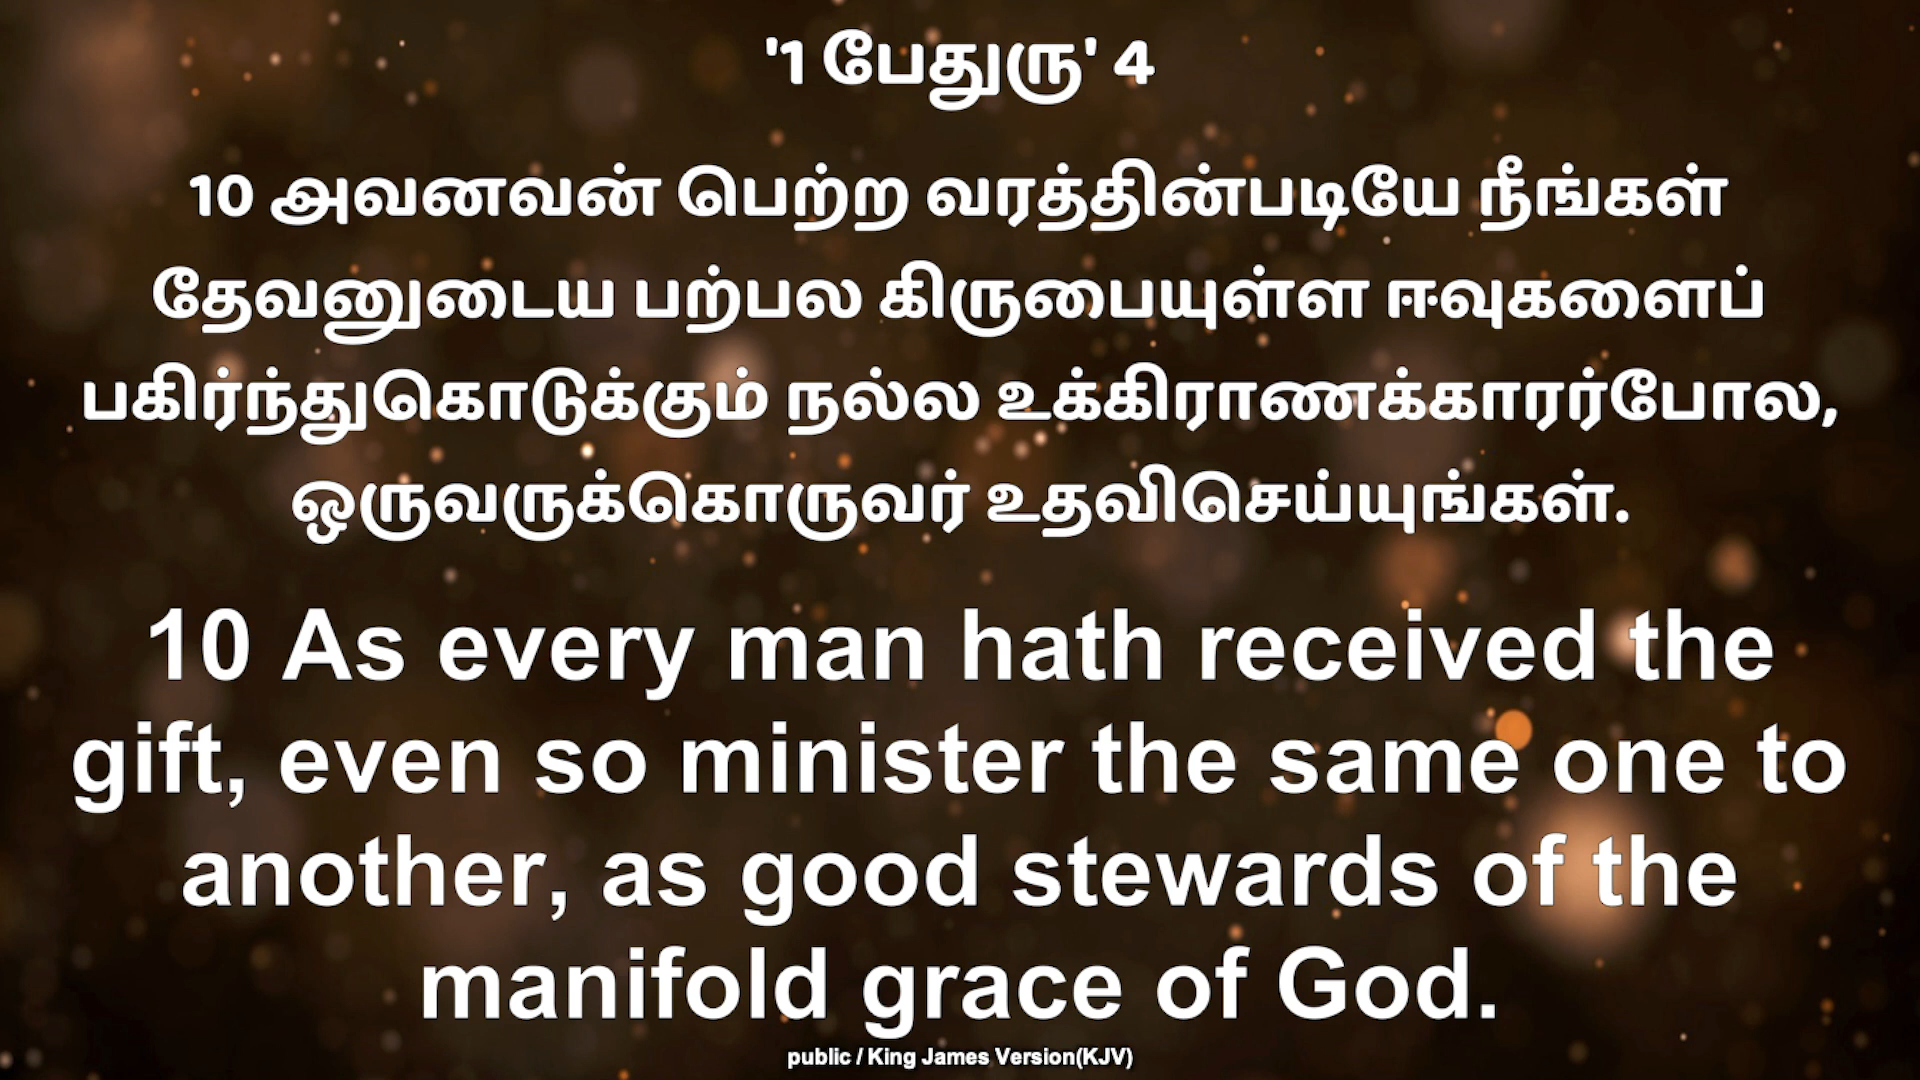 '1 பேதுரு' 4
10 அவனவன் பெற்ற வரத்தின்படியே நீங்கள்
தேவனுடைய பற்பல கிருபையுள்ள ஈவுகளைப்
பகிர்ந்துகொடுக்கும் நல்ல உக்கிராணக்காரர்போல,
ஒருவருக்கொருவர் உதவிசெய்யுங்கள்.
10 As every man hath received the
gift, even so minister the same one to
another, as good stewards of the
manifold grace of God.
public / King James Version(KJV)